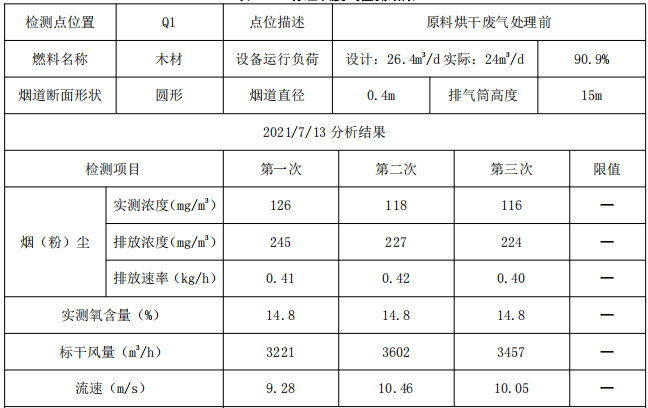 检测点位置 Q1 点位描述 原料烘干废气处理前
燃料名称 木材 设备运行负荷 设计：26.4m³/d 实际：24m³/d 90.9%
烟道断面形状 圆形 烟道直径 0.4m 排气筒高度 15m
2021/7/13 分析结果
检测项目 第一次 第二次 第三次 限值
烟（粉）尘
实测浓度(mg/m³) 126 118 116 —
排放浓度(mg/m³) 245 227 224 —
排放速率（kg/h） 0.41 0.42 0.40 —
实测氧含量（%） 14.8 14.8 14.8 —
标干风量（m³/h） 3221 3602 3457 —
流速（m/s） 9.28 10.46 10.05 —